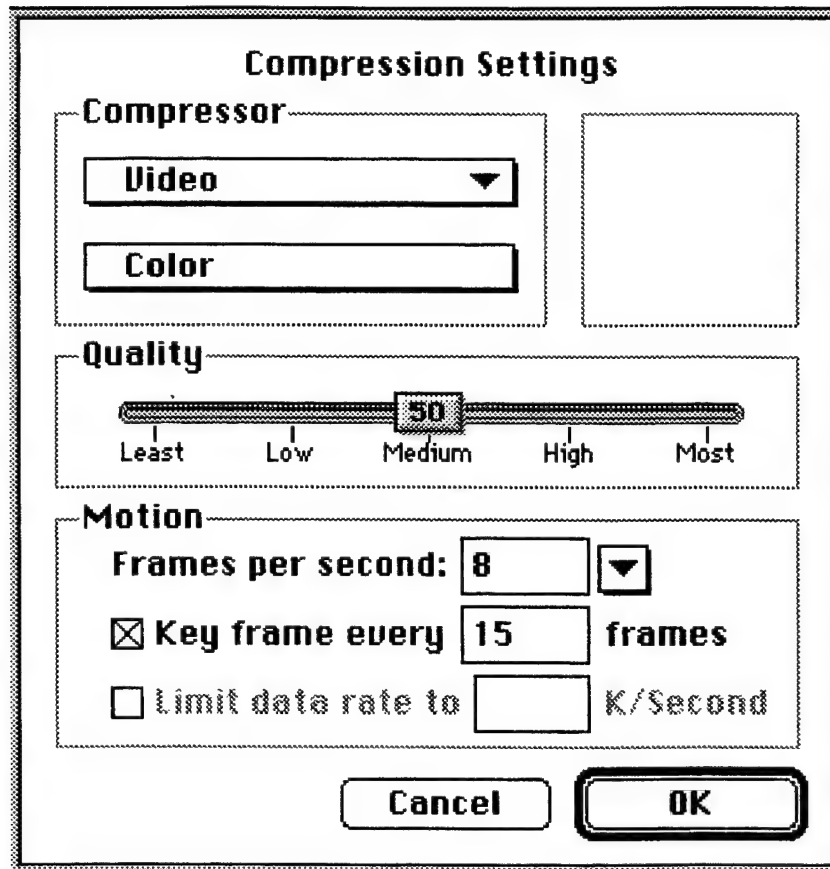 Compression Settings
Compressor
Video
Color
Quality
50
Least Low Medium High Most
Motion
Frames per second: 8
Key frame every 15 frames
Limit data rate to K/Second
Cancel OK